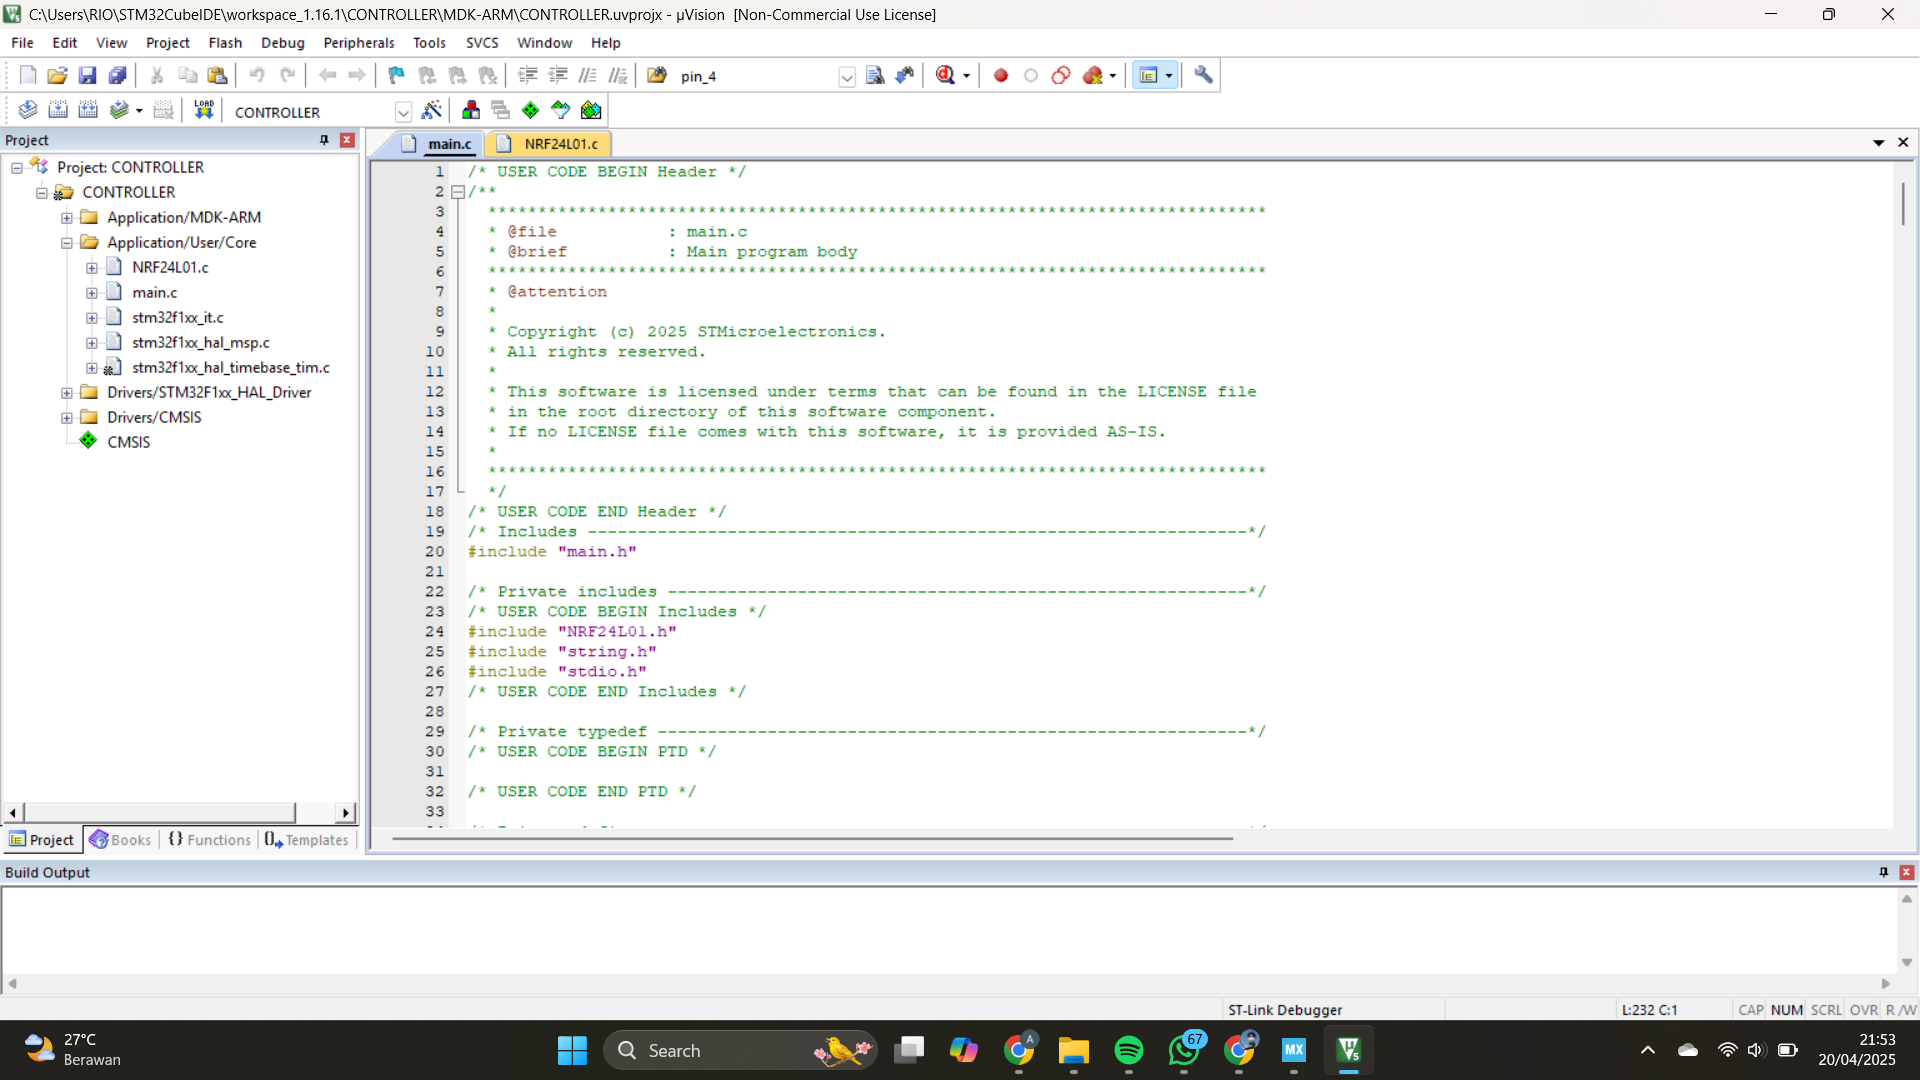 C:\Users\RIO\STM32CubeIDE\workspace_1.16.1\CONTROLLER\MDK-ARM\CONTROLLER.uvprojx - µVision [Non-Commercial Use License]
File Edit View Project Flash Debug Peripherals Tools SVCS Window Help
pin_4
LOAD CONTROLLER
Project
Project: CONTROLLER
CONTROLLER
Application/MDK-ARM
Application/User/Core
NRF24L01.c
main.c
stm32f1xx_it.c
stm32f1xx_hal_msp.c
stm32f1xx_hal_timebase_tim.c
Drivers/STM32F1xx_HAL_Driver
Drivers/CMSIS
CMSIS
Project Books {} Functions Templates
main.c NRF24L01.c
1 /* USER CODE BEGIN Header */
2 /**
3 ******************************************************************************
4 * @file : main.c
5 * @brief : Main program body
6 ******************************************************************************
7 * @attention
8 *
9 * Copyright (c) 2025 STMicroelectronics.
10 * All rights reserved.
11 *
12 * This software is licensed under terms that can be found in the LICENSE file
13 * in the root directory of this software component.
14 * If no LICENSE file comes with this software, it is provided AS-IS.
15 *
16 ******************************************************************************
17 */
18 /* USER CODE END Header */
19 /* Includes ------------------------------------------------------------------*/
20 #include "main.h"
21
22 /* Private includes ----------------------------------------------------------*/
23 /* USER CODE BEGIN Includes */
24 #include "NRF24L01.h"
25 #include "string.h"
26 #include "stdio.h"
27 /* USER CODE END Includes */
28
29 /* Private typedef -----------------------------------------------------------*/
30 /* USER CODE BEGIN PTD */
31
32 /* USER CODE END PTD */
33
Build Output
ST-Link Debugger L:232 C:1 CAP NUM SCRL OVR R/W
27°C
Berawan
Search
A
67
MX
21:53
20/04/2025